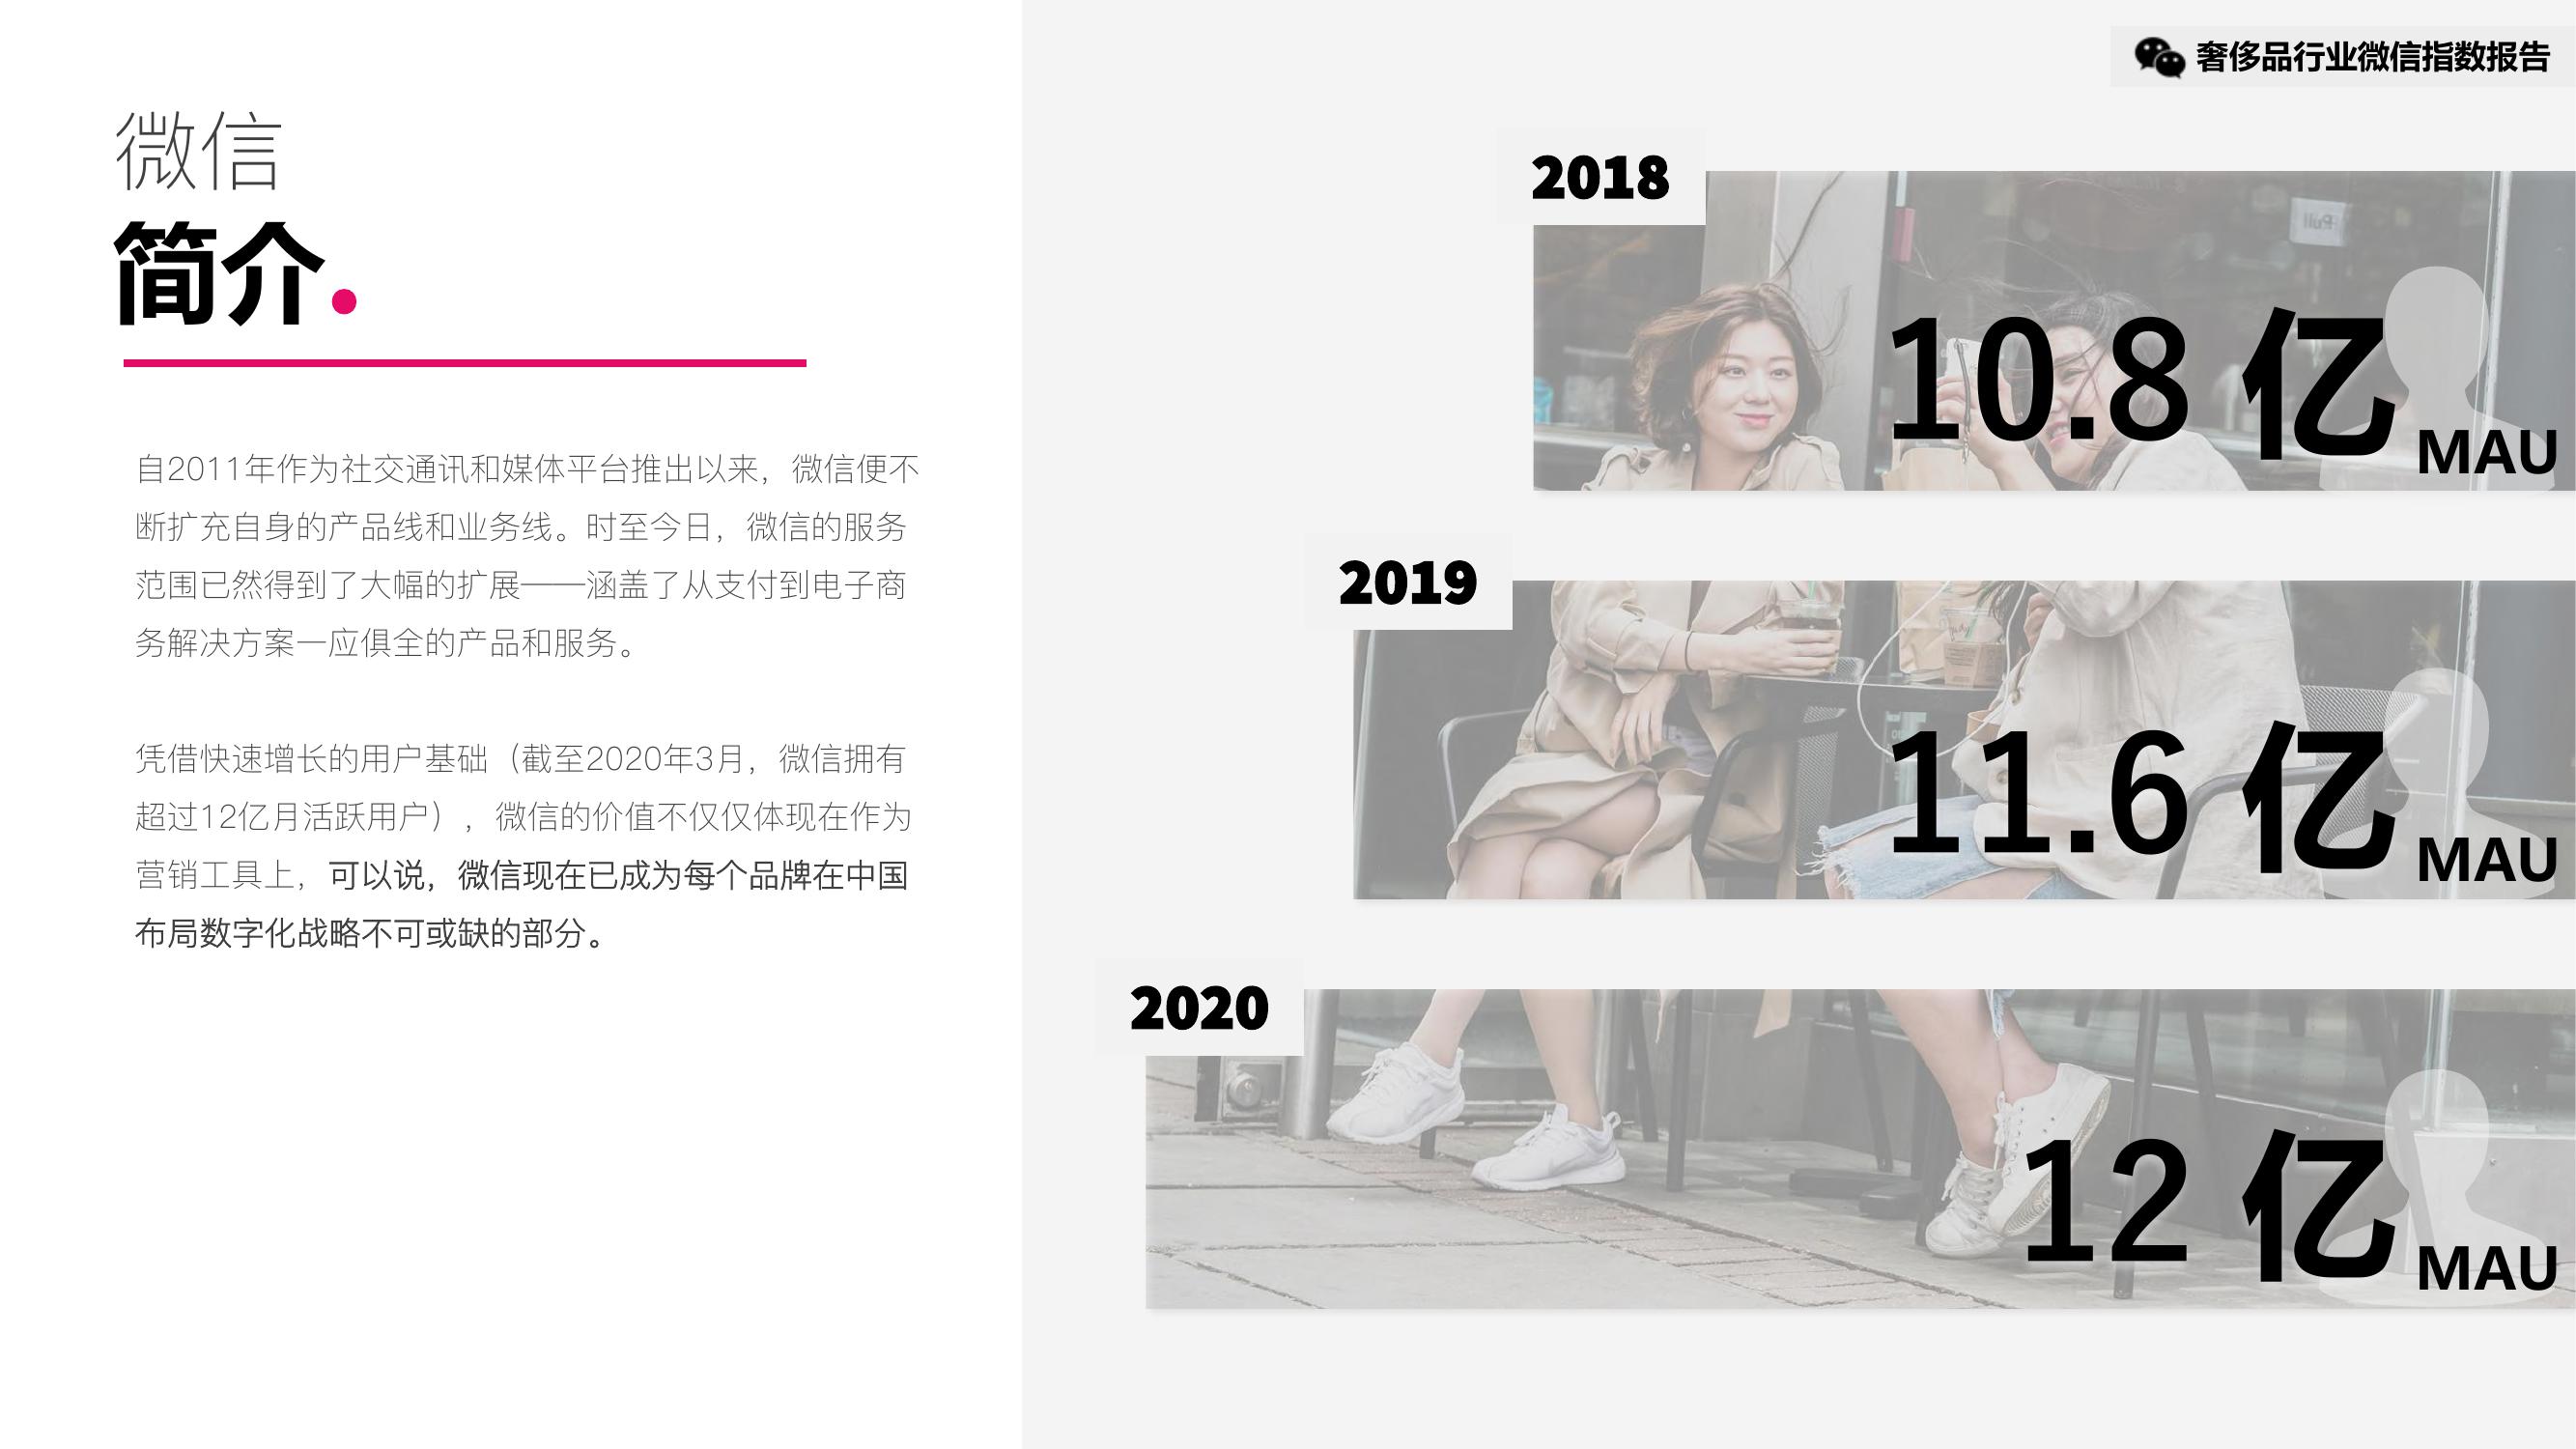 奢侈品行业微信指数报告
微信
简介.
自2011年作为社交通讯和媒体平台推出以来，微信便不
断扩充自身的产品线和业务线。时至今日，微信的服务
范围已然得到了大幅的扩展——涵盖了从支付到电子商
务解决方案一应俱全的产品和服务。
凭借快速增长的用户基础（截至2020年3月，微信拥有
超过12亿月活跃用户），微信的价值不仅仅体现在作为
营销工具上，可以说，微信现在已成为每个品牌在中国
布局数字化战略不可或缺的部分。
2018
10.8 亿 MAU
2019
11.6 亿 MAU
2020
12 亿 MAU